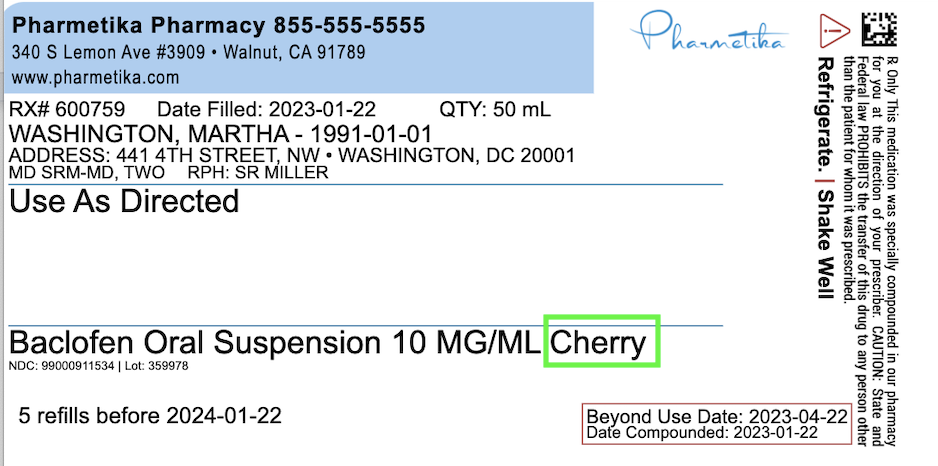 Pharmetika Pharmacy 855-555-5555
340 S Lemon Ave #3909 • Walnut, CA 91789
www.pharmetika.com
Pharmetika
RX# 600759 Date Filled: 2023-01-22 QTY: 50 mL
WASHINGTON, MARTHA - 1991-01-01
ADDRESS: 441 4TH STREET, NW • WASHINGTON, DC 20001
MD SRM-MD, TWO RPH: SR MILLER
Use As Directed
Baclofen Oral Suspension 10 MG/ML Cherry
NDC: 99000911534 | Lot: 359978
5 refills before 2024-01-22
Beyond Use Date: 2023-04-22
Date Compounded: 2023-01-22
℞ Only This medication was specially compounded in our pharmacy
for you at the direction of your prescriber. CAUTION: State and
Federal law PROHIBITS the transfer of this drug to any person other
than the patient for whom it was prescribed.
Refrigerate. | Shake Well